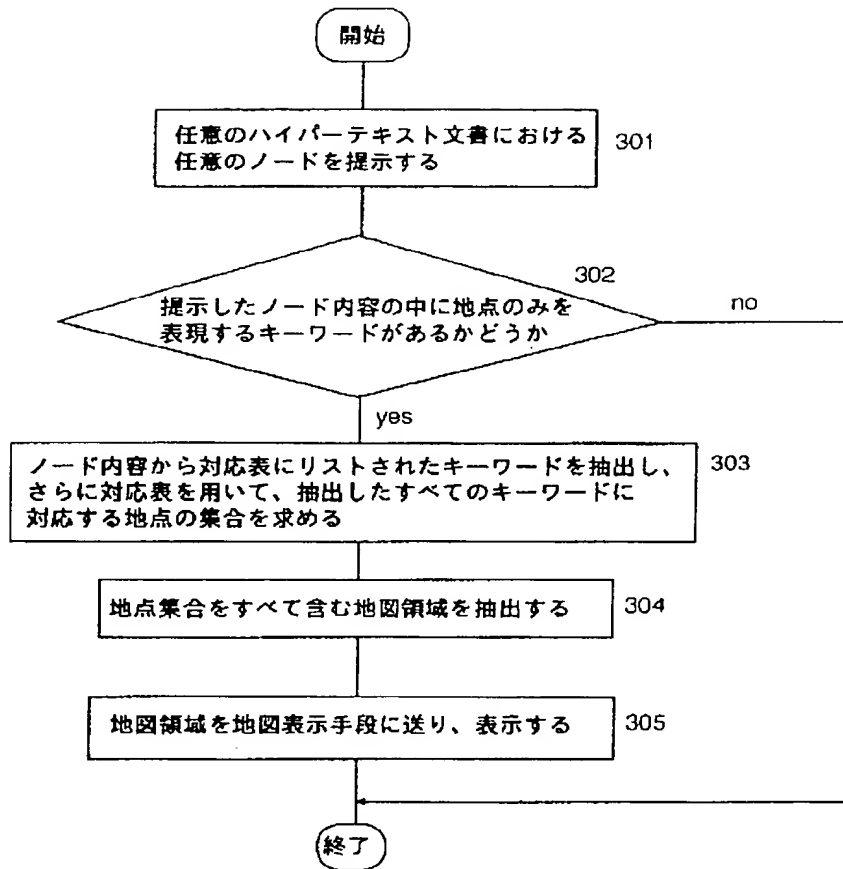 開始
任意のハイパーテキスト文書における
任意のノードを提示する
301
302
提示したノード内容の中に地点のみを
表現するキーワードがあるかどうか
no
yes
ノード内容から対応表にリストされたキーワードを抽出し、
さらに対応表を用いて、抽出したすべてのキーワードに
対応する地点の集合を求める
303
地点集合をすべて含む地図領域を抽出する
304
地図領域を地図表示手段に送り、表示する
305
終了